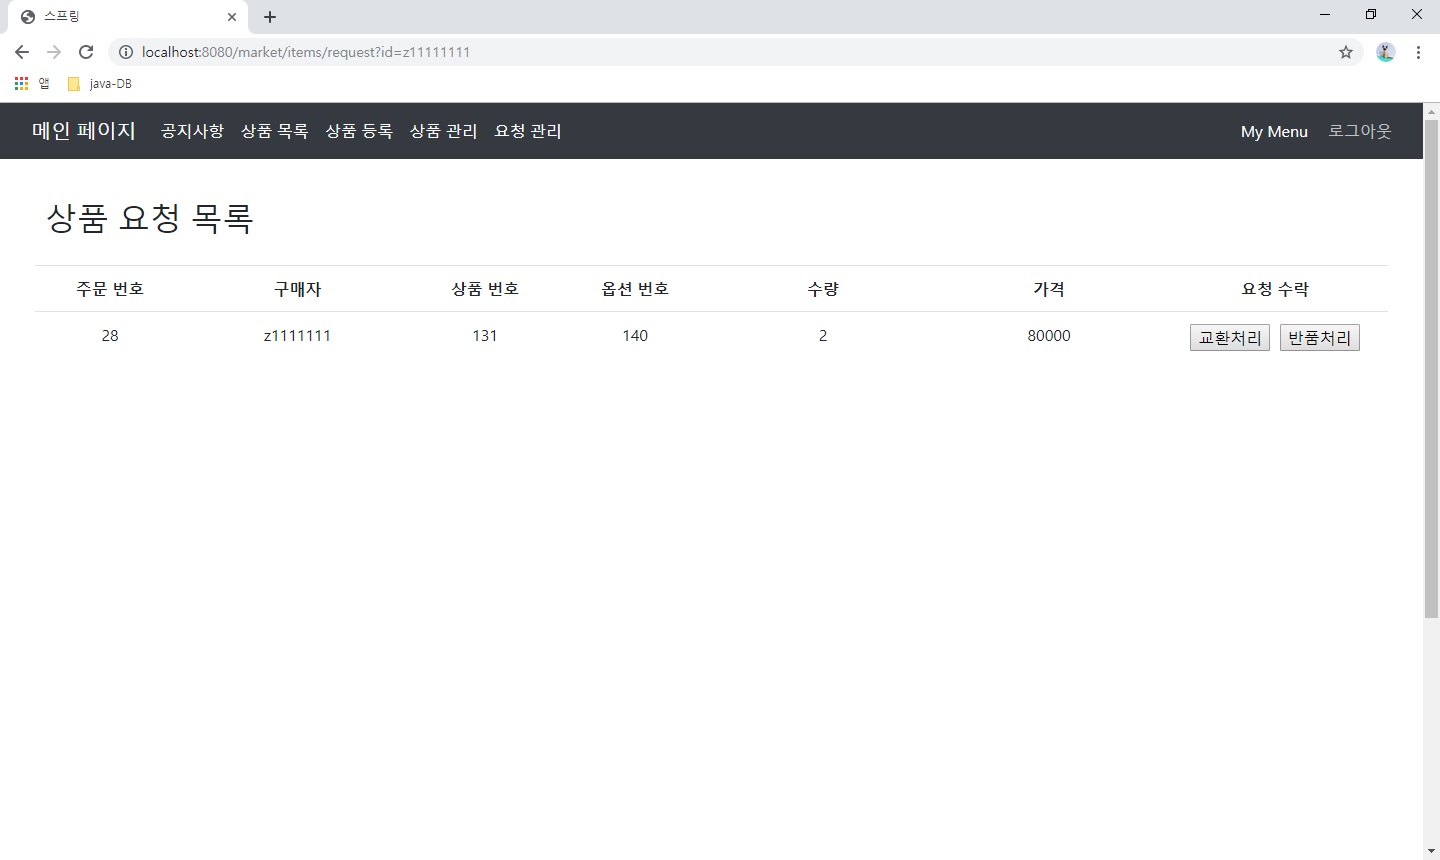 스프링
localhost:8080/market/items/request?id=z11111111
앱 java-DB
메인 페이지 공지사항 상품 목록 상품 등록 상품 관리 요청 관리 My Menu 로그아웃
상품 요청 목록
주문 번호 구매자 상품 번호 옵션 번호 수량 가격 요청 수락
28 z1111111 131 140 2 80000 교환처리 반품처리